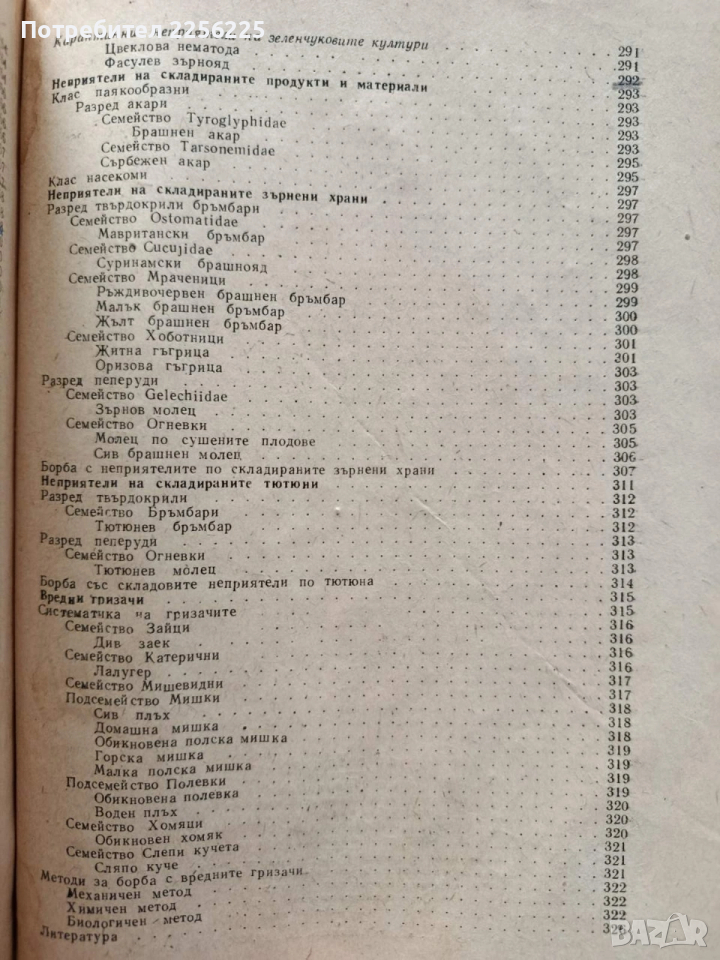 Карантинни неприятели на зеленчуковите култури 291
Цвеклова нематода 291
Фасулев зърнояд 292
Неприятели на складираните продукти и материали 293
Клас паякообразни 293
Разред акари 293
Семейство Tyroglyphidae 293
Брашнен акар 293
Семейство Tarsonemidae 295
Сърбежен акар 295
Клас насекоми 297
Неприятели на складираните зърнени храни 297
Разред твърдокрили бръмбари 297
Семейство Ostomatidae 297
Мавритански бръмбар 297
Семейство Cucujidae 298
Суринамски брашнояд 298
Семейство Мраченици 299
Ръждивочервен брашнен бръмбар 299
Малък брашнен бръмбар 300
Жълт брашнен бръмбар 300
Семейство Хоботници 301
Житна гъгрица 201
Оризова гъгрица 303
Разред пеперуди 303
Семейство Gelechiidae 303
Зърнов молец 303
Семейство Огневки 305
Молец по сушените плодове 305
Сив брашнен молец 306
Борба с неприятелите по складираните зърнени храни 307
Неприятели на складираните тютюни 311
Разред твърдокрили 312
Семейство Бръмбари 312
Тютюнев бръмбар 312
Разред пеперуди 313
Семейство Огневки 313
Тютюнев молец 313
Борба със складовите неприятели по тютюна 314
Вредни гризачи 315
Систематика на гризачите 315
Семейство Зайци 316
Див заек 316
Семейство Катерични 316
Лалугер 316
Семейство Мишевидни 317
Подсемейство Мишки 317
Сив плъх 318
Домашна мишка 318
Обикновена полска мишка 318
Горска мишка 319
Малка полска мишка 319
Подсемейство Полевки 319
Обикновена полевка 319
Воден плъх 320
Семейство Хомяци 320
Обикновен хомяк 320
Семейство Слепи кучета 321
Сляпо куче 321
Методи за борба с вредните гризачи 321
Механичен метод 322
Химичен метод 322
Биологичен метод 322
Литература 326
Потребител 2256225
bazar